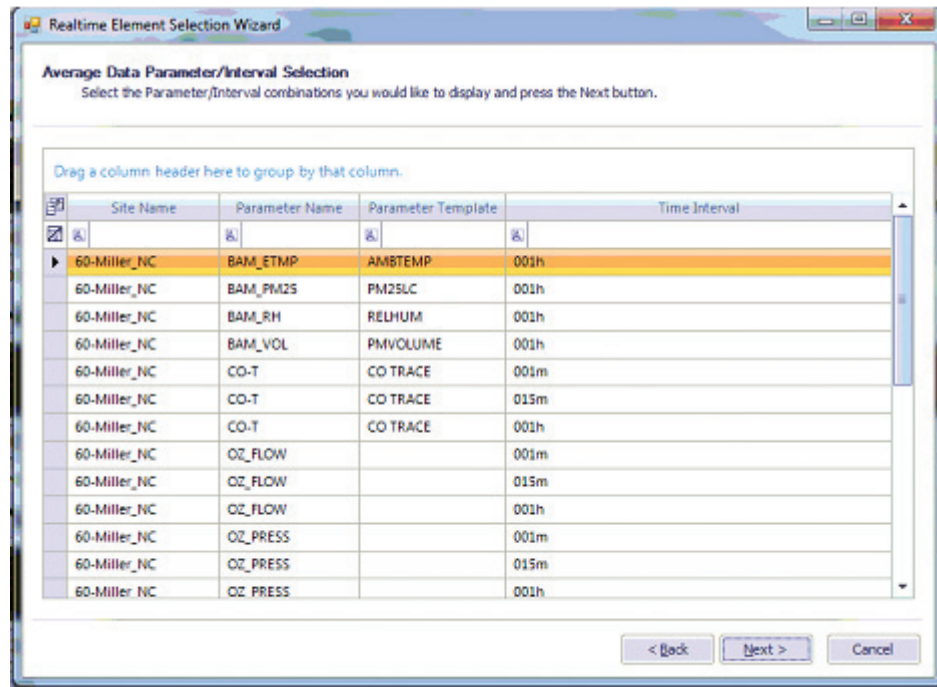 Realtime Element Selection Wizard
Average Data Parameter/Interval Selection
Select the Parameter/Interval combinations you would like to display and press the Next button.
Drag a column header here to group by that column.
Site Name Parameter Name Parameter Template Time Interval
60-Miller_NC BAM_ETMP AMBTEMP 001h
60-Miller_NC BAM_PM25 PM25LC 001h
60-Miller_NC BAM_RH RELHUM 001h
60-Miller_NC BAM_VOL PMVOLUME 001h
60-Miller_NC CO-T CO TRACE 001m
60-Miller_NC CO-T CO TRACE 015m
60-Miller_NC CO-T CO TRACE 001h
60-Miller_NC OZ_FLOW 001m
60-Miller_NC OZ_FLOW 015m
60-Miller_NC OZ_FLOW 001h
60-Miller_NC OZ_PRESS 001m
60-Miller_NC OZ_PRESS 015m
60-Miller_NC OZ_PRESS 001h
< Back Next > Cancel